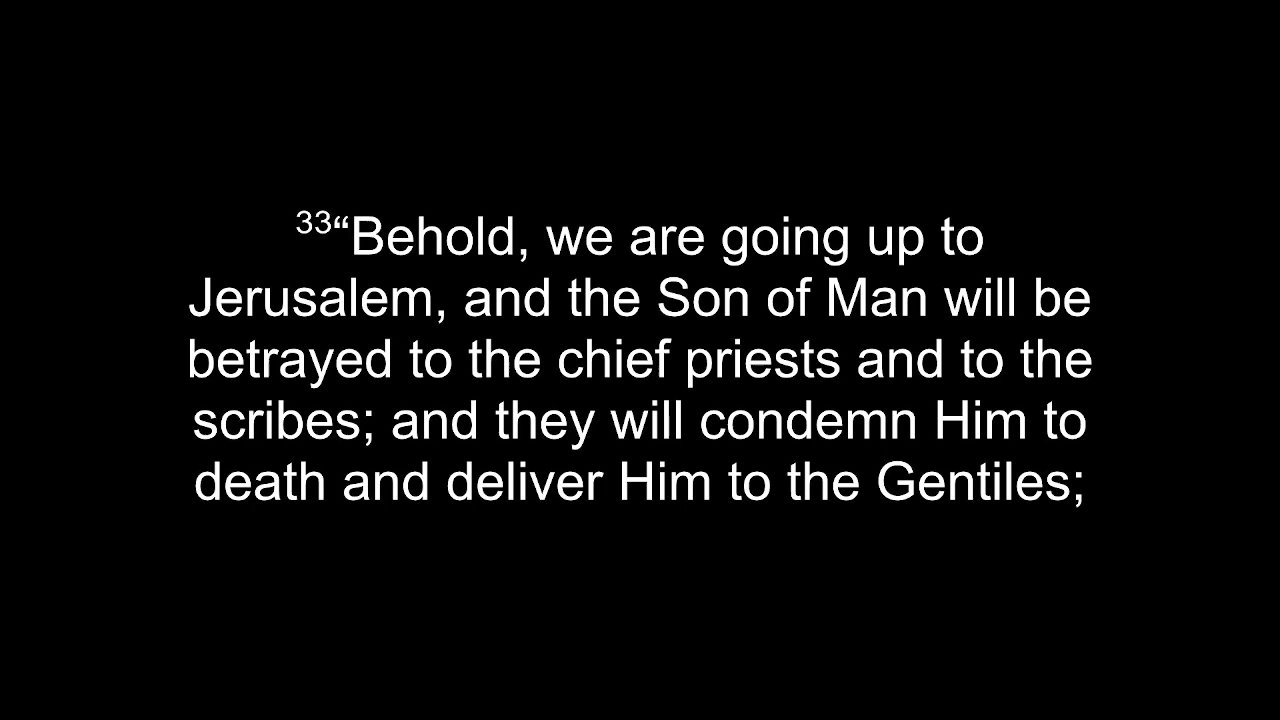 33“Behold, we are going up to
Jerusalem, and the Son of Man will be
betrayed to the chief priests and to the
scribes; and they will condemn Him to
death and deliver Him to the Gentiles;